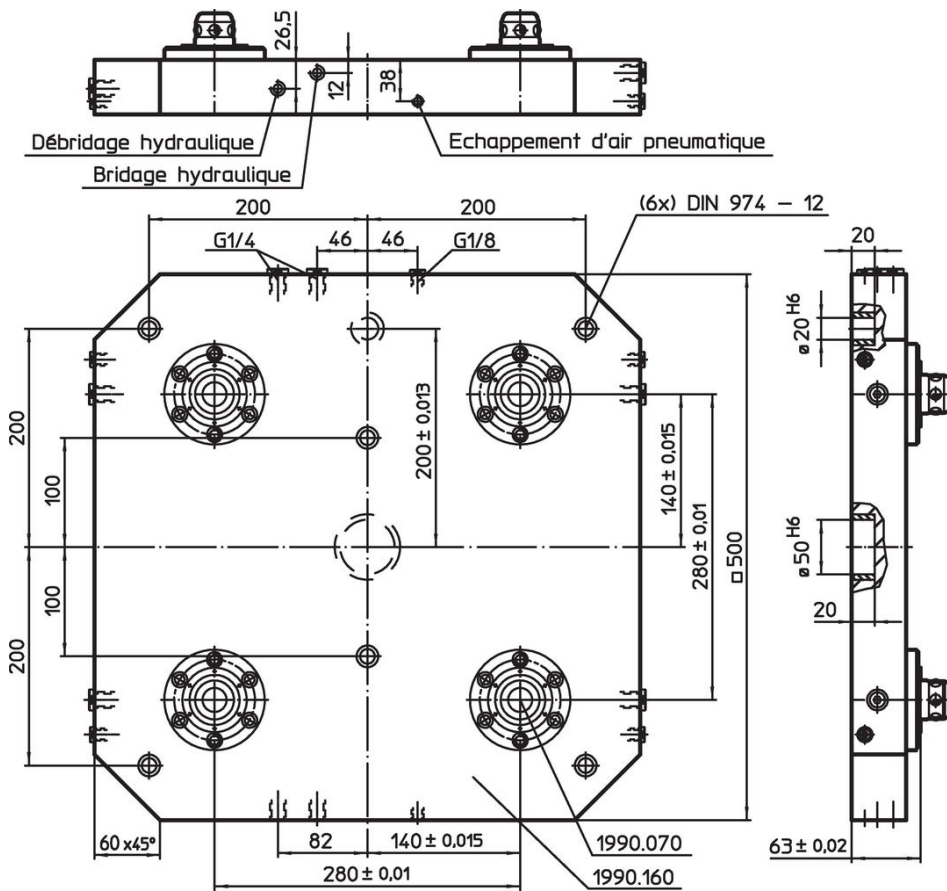 26,5
12
38
Débridage hydraulique
Echappement d'air pneumatique
Bridage hydraulique
200
200
(6x) DIN 974 – 12
G1/4
46
46
G1/8
20
ø20 H6
200
100
200 ± 0,013
140 ± 0,015
280 ± 0,01
□500
ø50 H6
100
200
20
60 x45°
82
140 ± 0,015
1990.070
63 ± 0,02
280 ± 0,01
1990.160